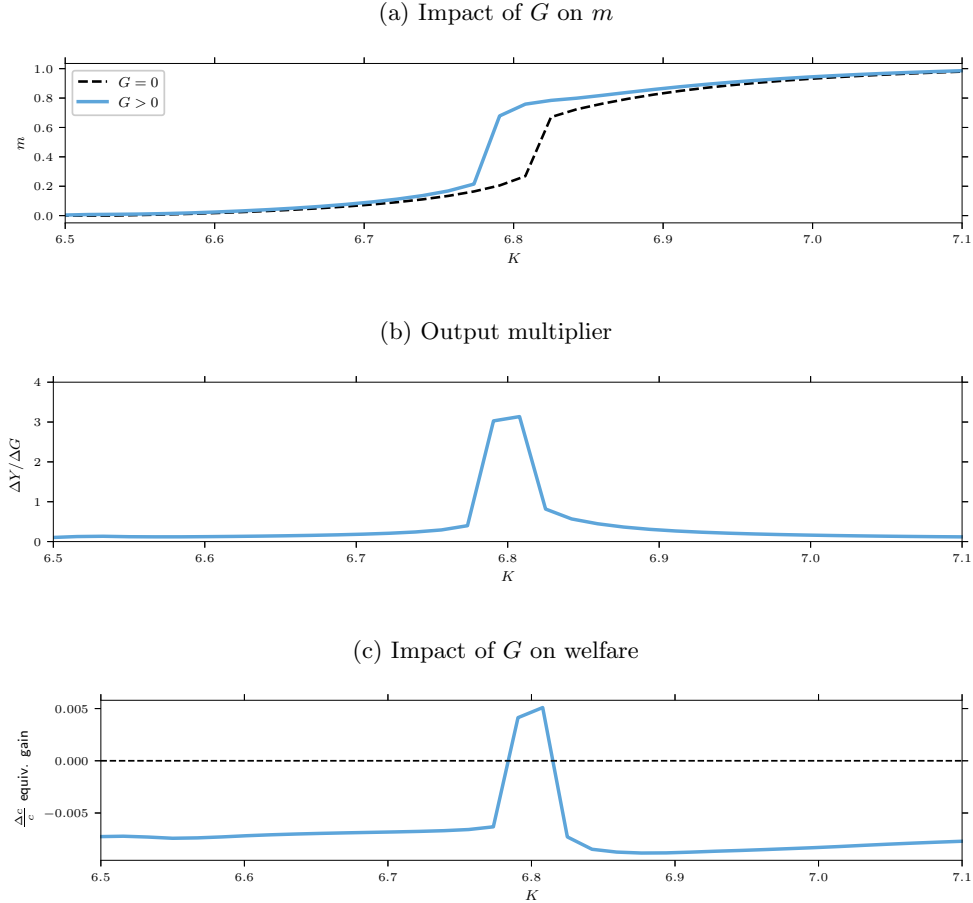 (a) Impact of G on m
1.0
0.8
0.6
0.4
0.2
0.0
m
G = 0
G > 0
6.5 6.6 6.7 6.8 6.9 7.0 7.1
K
(b) Output multiplier
4
3
2
1
0
ΔY/ΔG
6.5 6.6 6.7 6.8 6.9 7.0 7.1
K
(c) Impact of G on welfare
0.005
0.000
−0.005
Δc/c equiv. gain
6.5 6.6 6.7 6.8 6.9 7.0 7.1
K